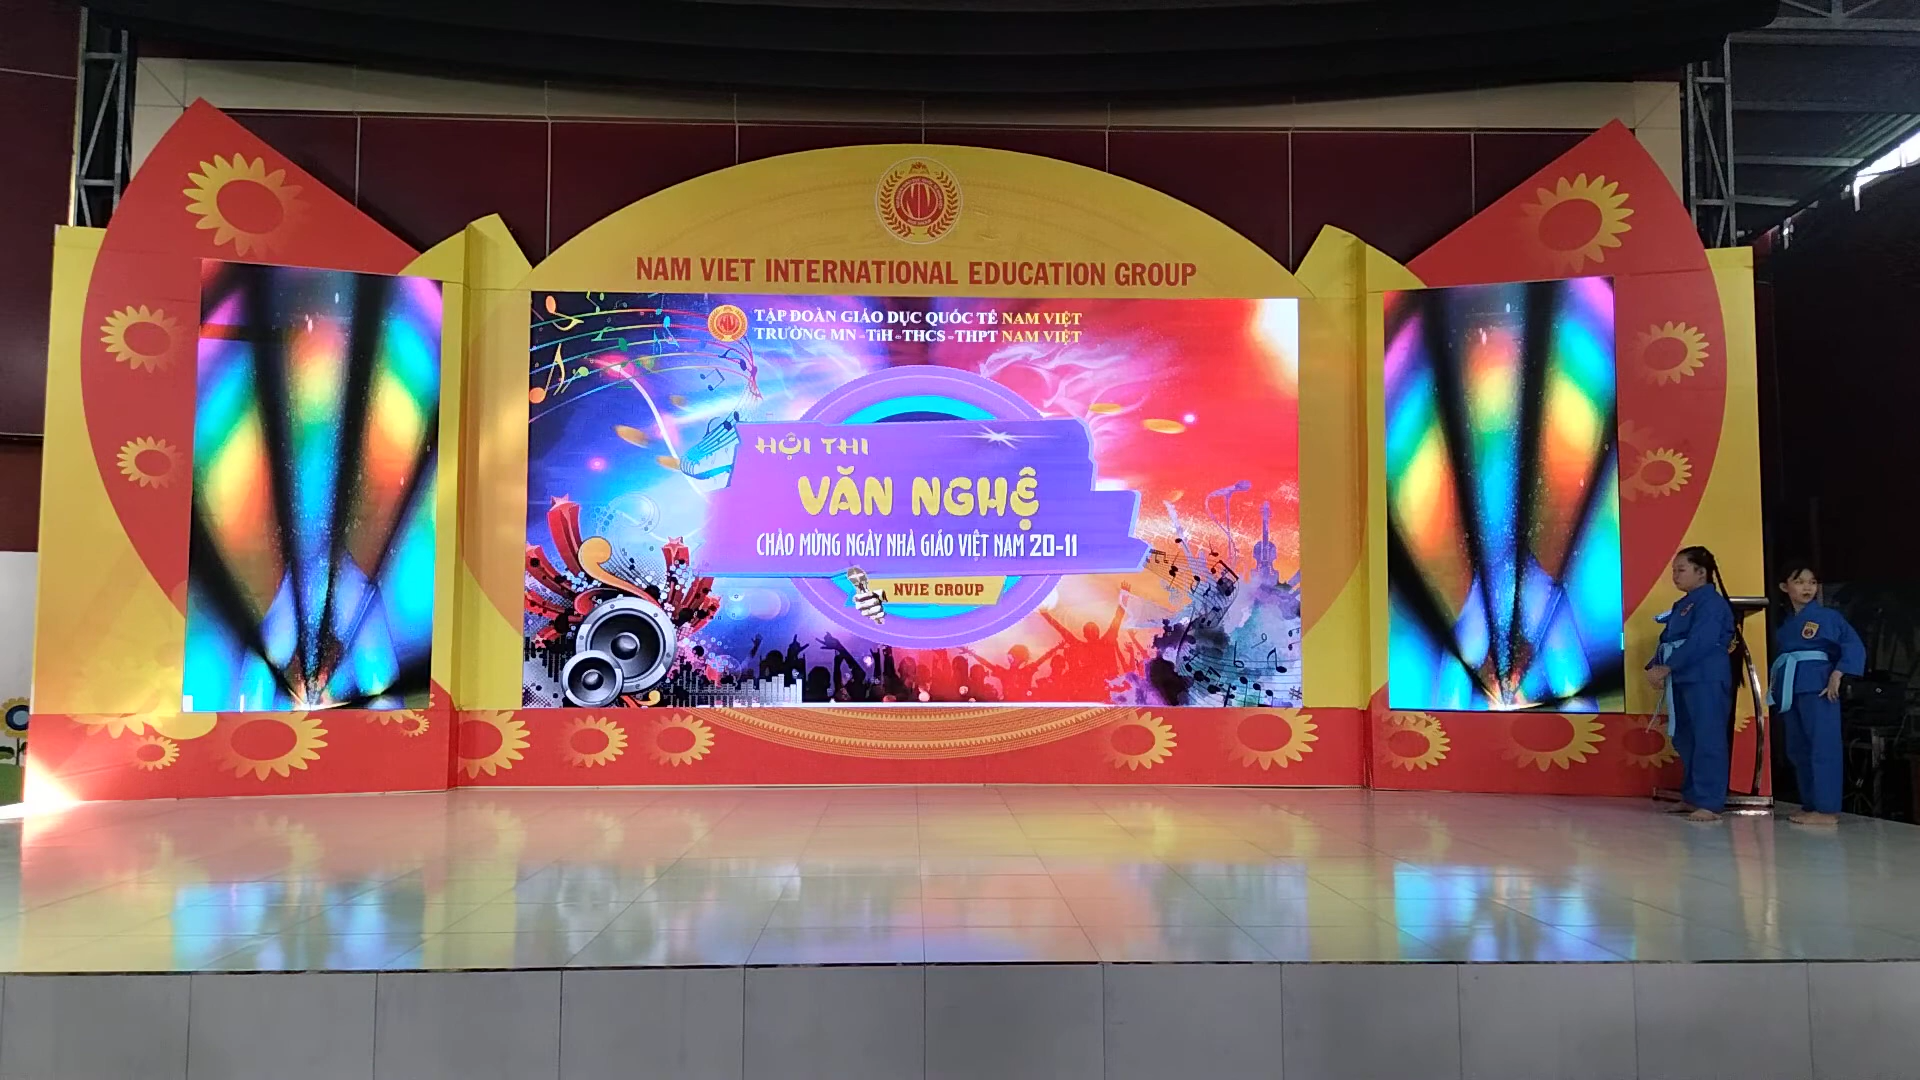 NAM VIET INTERNATIONAL EDUCATION GROUP
TẬP ĐOÀN GIÁO DỤC QUỐC TẾ NAM VIỆT
TRƯỜNG MN - TiH - THCS - THPT NAM VIỆT
HỘI THI
VĂN NGHỆ
CHÀO MỪNG NGÀY NHÀ GIÁO VIỆT NAM 20-11
NVIE GROUP